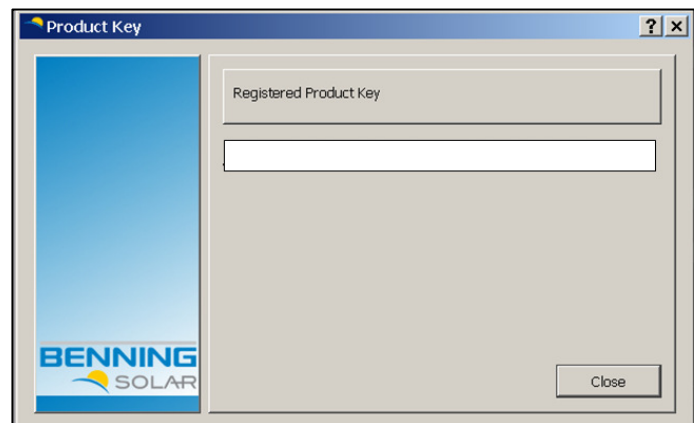 Product Key
Registered Product Key
BENNING
SOLAR
Close